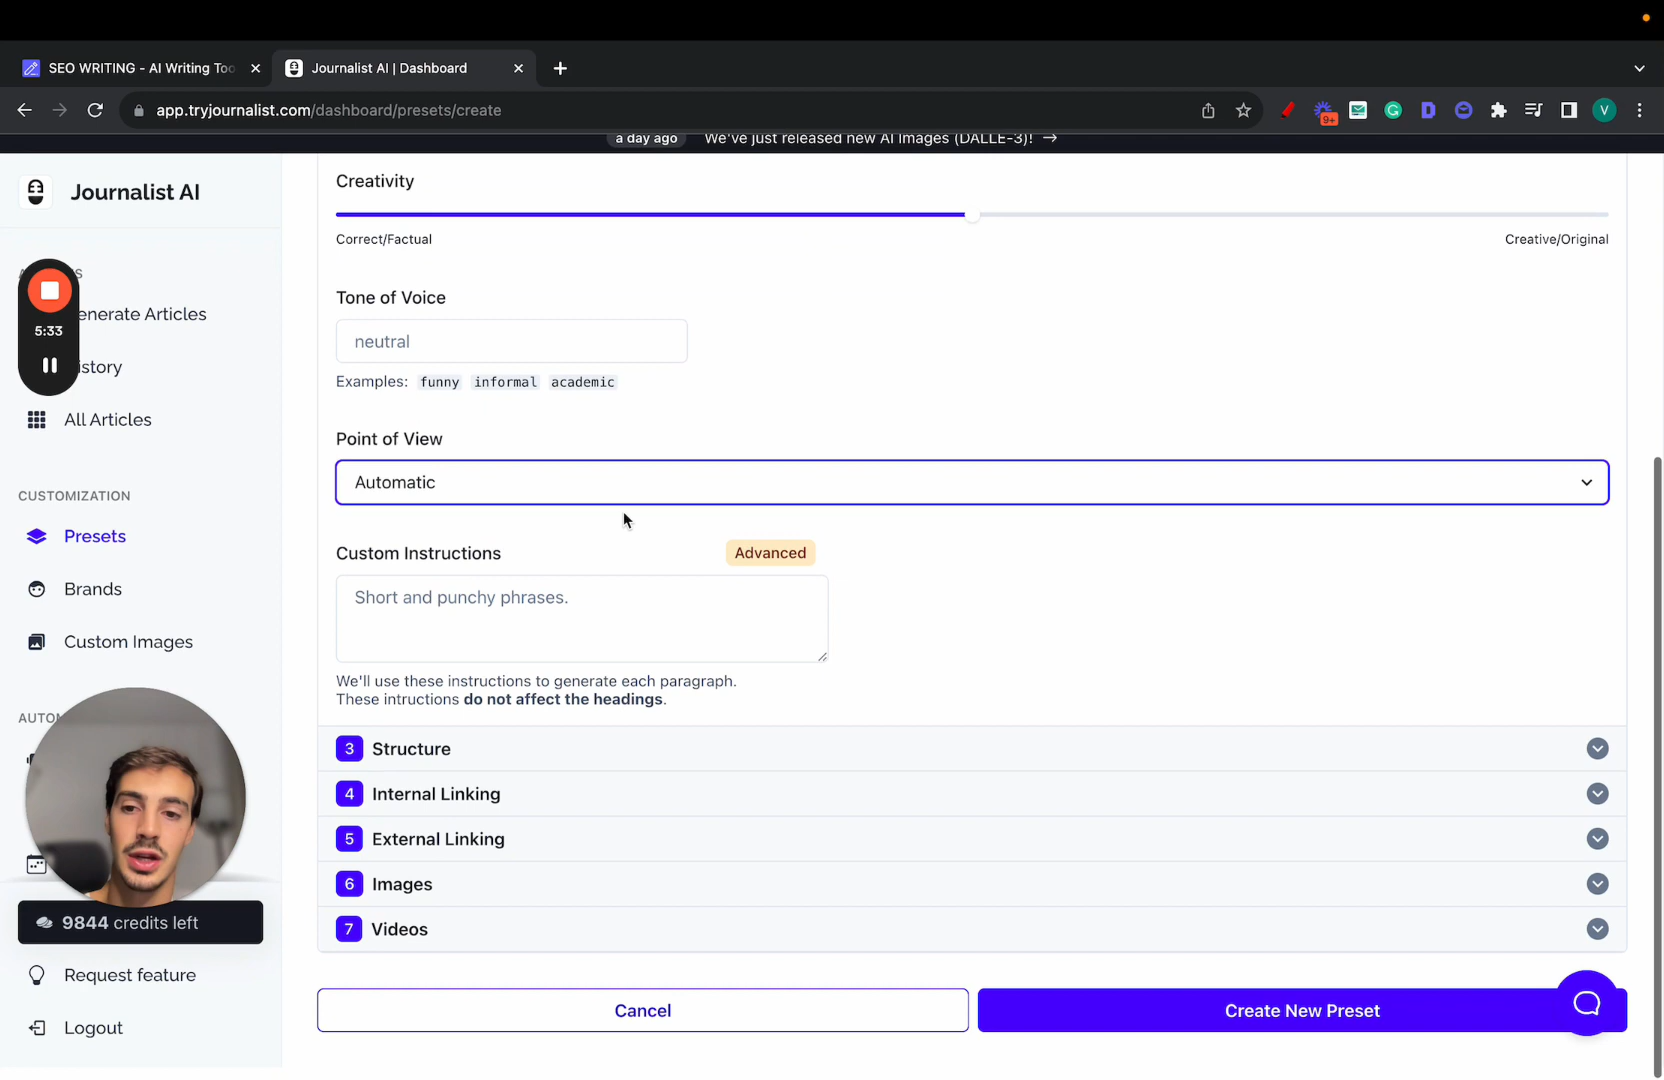 SEO WRITING - AI Writing Too
Journalist AI | Dashboard
app.tryjournalist.com/dashboard/presets/create
9+
V
a day ago We've just released new AI Images (DALLE-3)! →
Journalist AI
5:33
enerate Articles
istory
All Articles
CUSTOMIZATION
Presets
Brands
Custom Images
AUTO
9844 credits left
Request feature
Logout
Creativity
Correct/Factual
Creative/Original
Tone of Voice
neutral
Examples: funny informal academic
Point of View
Automatic
Custom Instructions
Advanced
Short and punchy phrases.
We'll use these instructions to generate each paragraph.
These intructions do not affect the headings.
3 Structure
4 Internal Linking
5 External Linking
6 Images
7 Videos
Cancel
Create New Preset